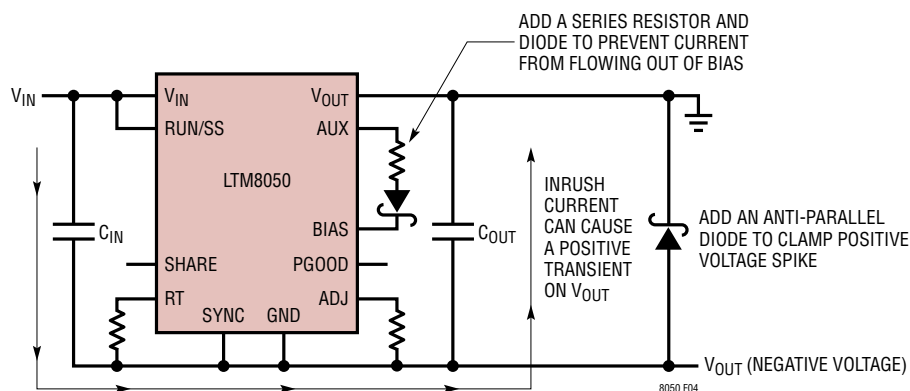 ADD A SERIES RESISTOR AND
DIODE TO PREVENT CURRENT
FROM FLOWING OUT OF BIAS
VIN
VIN
VOUT
RUN/SS
AUX
LTM8050
BIAS
CIN
COUT
INRUSH
CURRENT
CAN CAUSE
A POSITIVE
TRANSIENT
ON VOUT
ADD AN ANTI-PARALLEL
DIODE TO CLAMP POSITIVE
VOLTAGE SPIKE
SHARE
PGOOD
RT
ADJ
SYNC
GND
VOUT (NEGATIVE VOLTAGE)
8050 F04